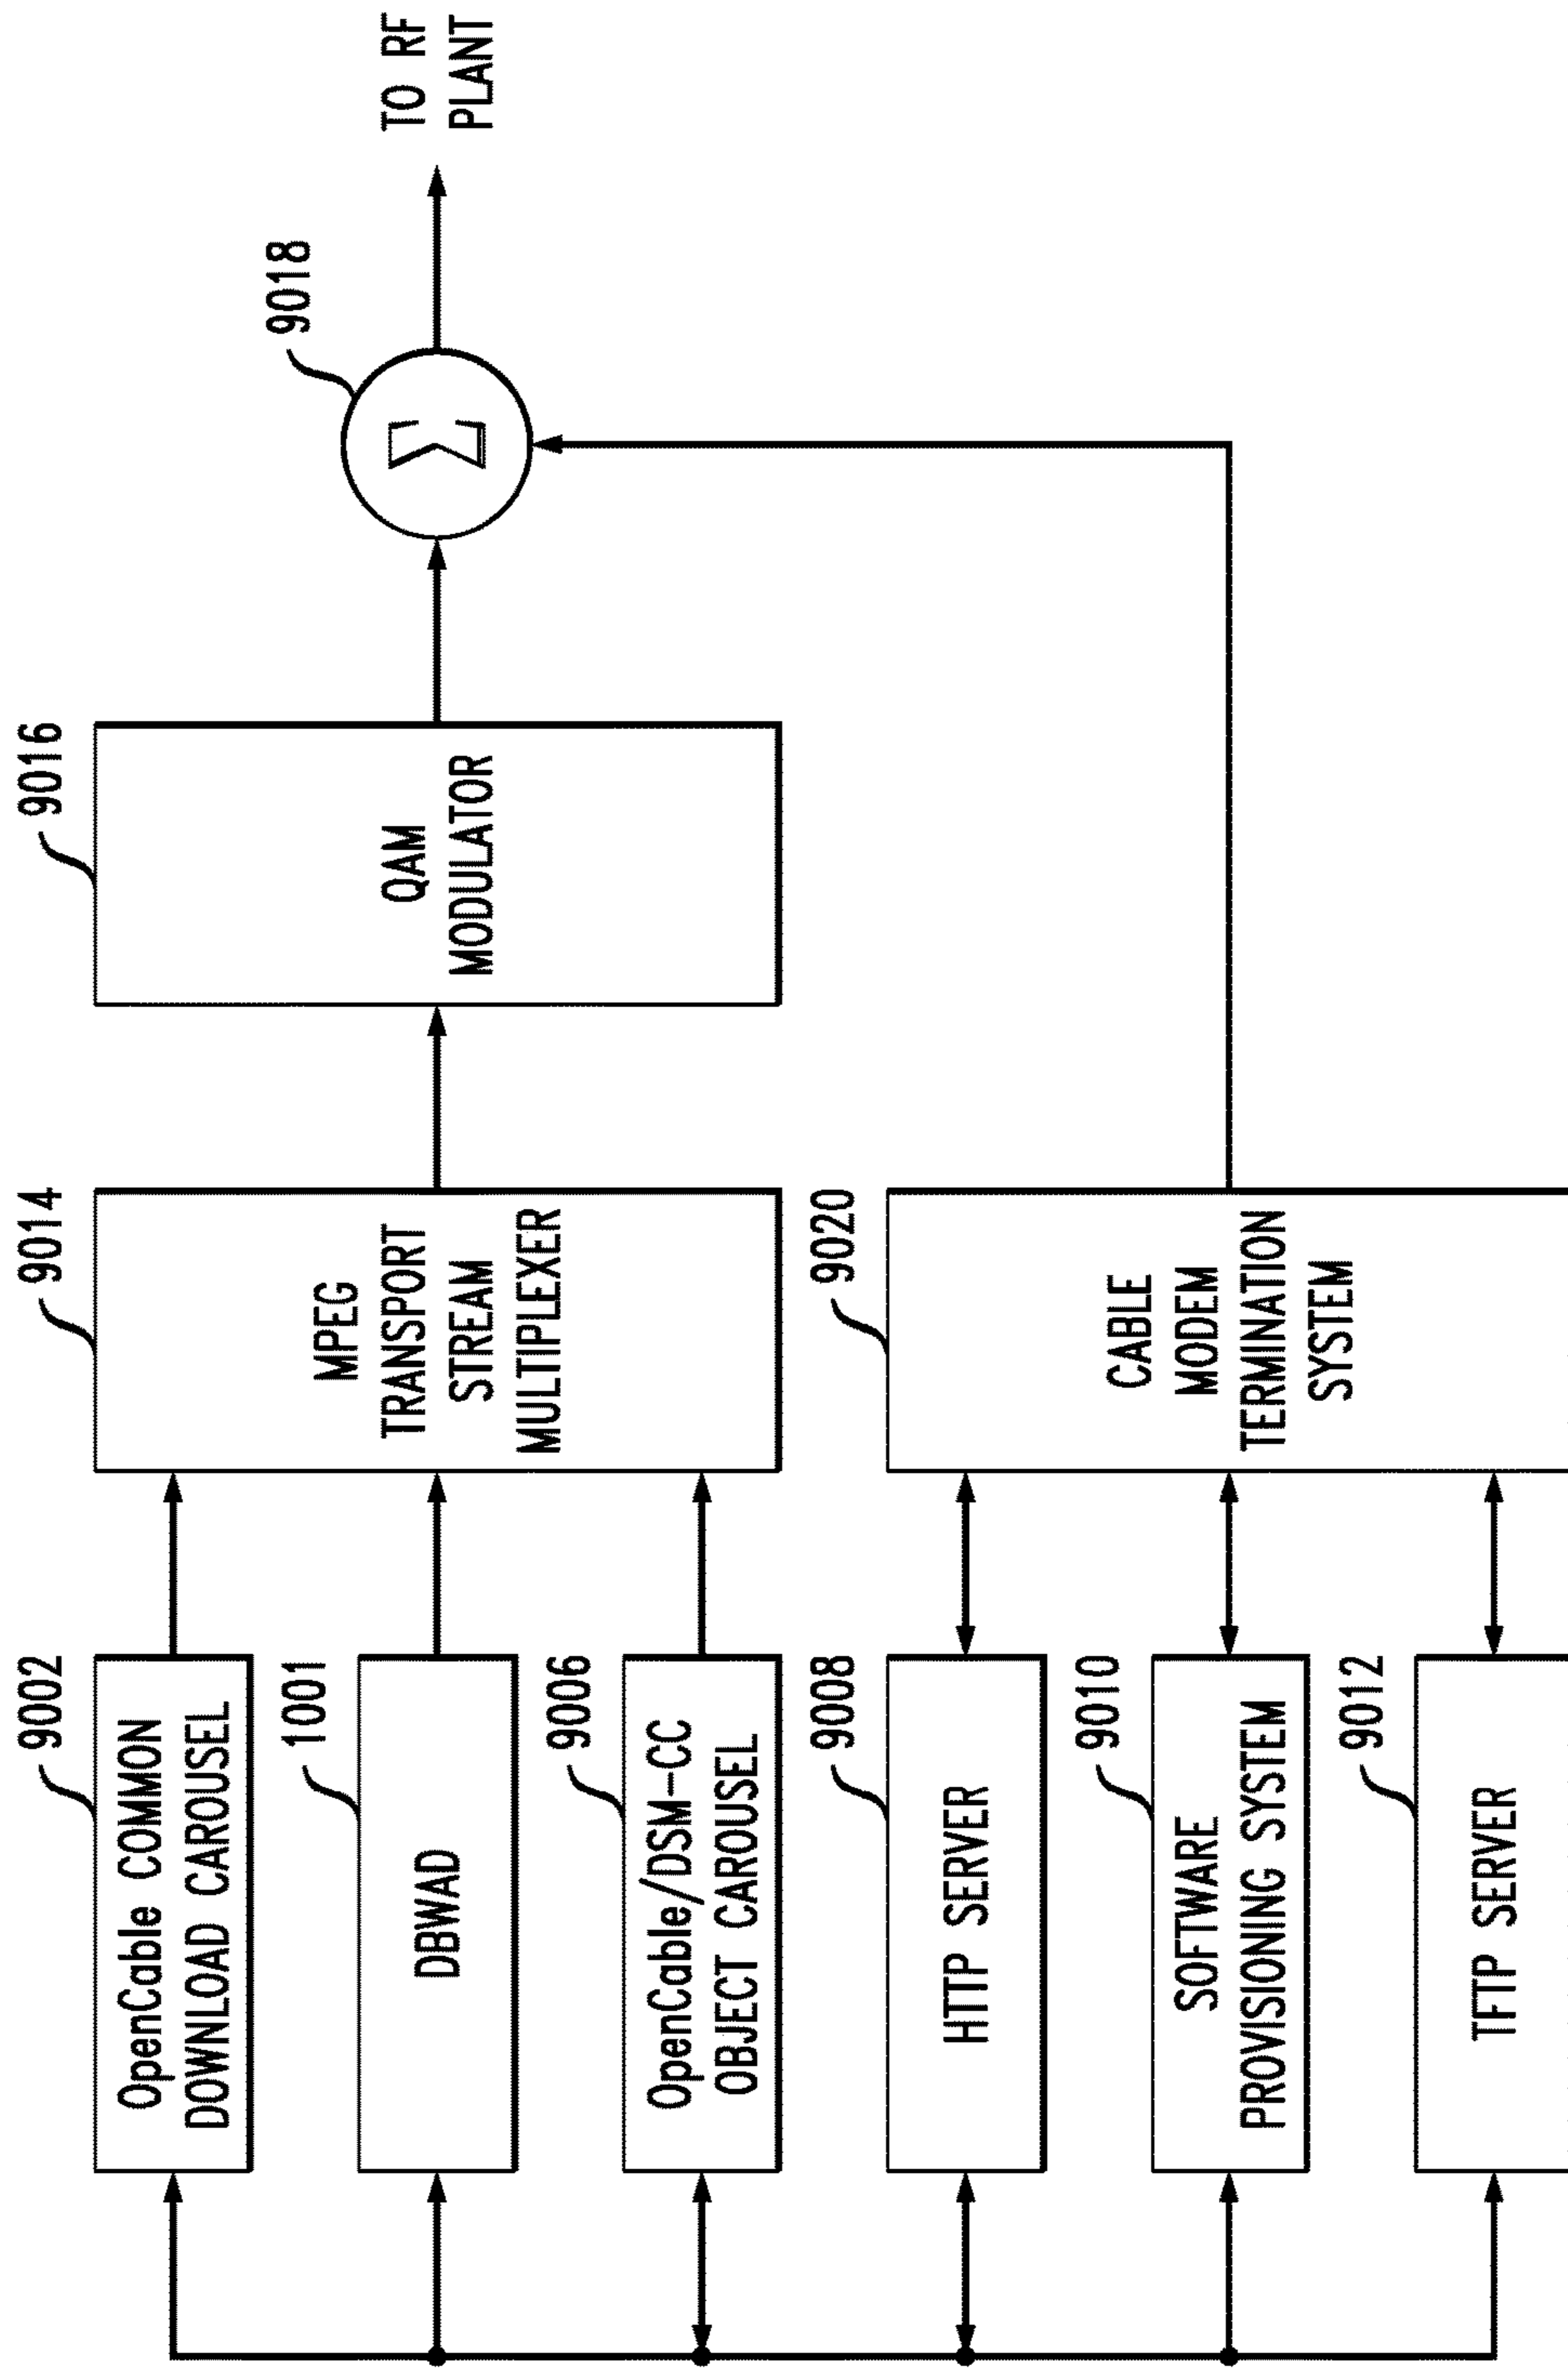 9002
OpenCable COMMON
DOWNLOAD CAROUSEL
1001
DBWAD
9006
OpenCable/DSM-CC
OBJECT CAROUSEL
9008
HTTP SERVER
9010
SOFTWARE
PROVISIONING SYSTEM
9012
TFTP SERVER
9014
MPEG
TRANSPORT
STREAM
MULTIPLEXER
9020
CABLE
MODEM
TERMINATION
SYSTEM
9016
QAM
MODULATOR
9018
Σ
TO RF
PLANT